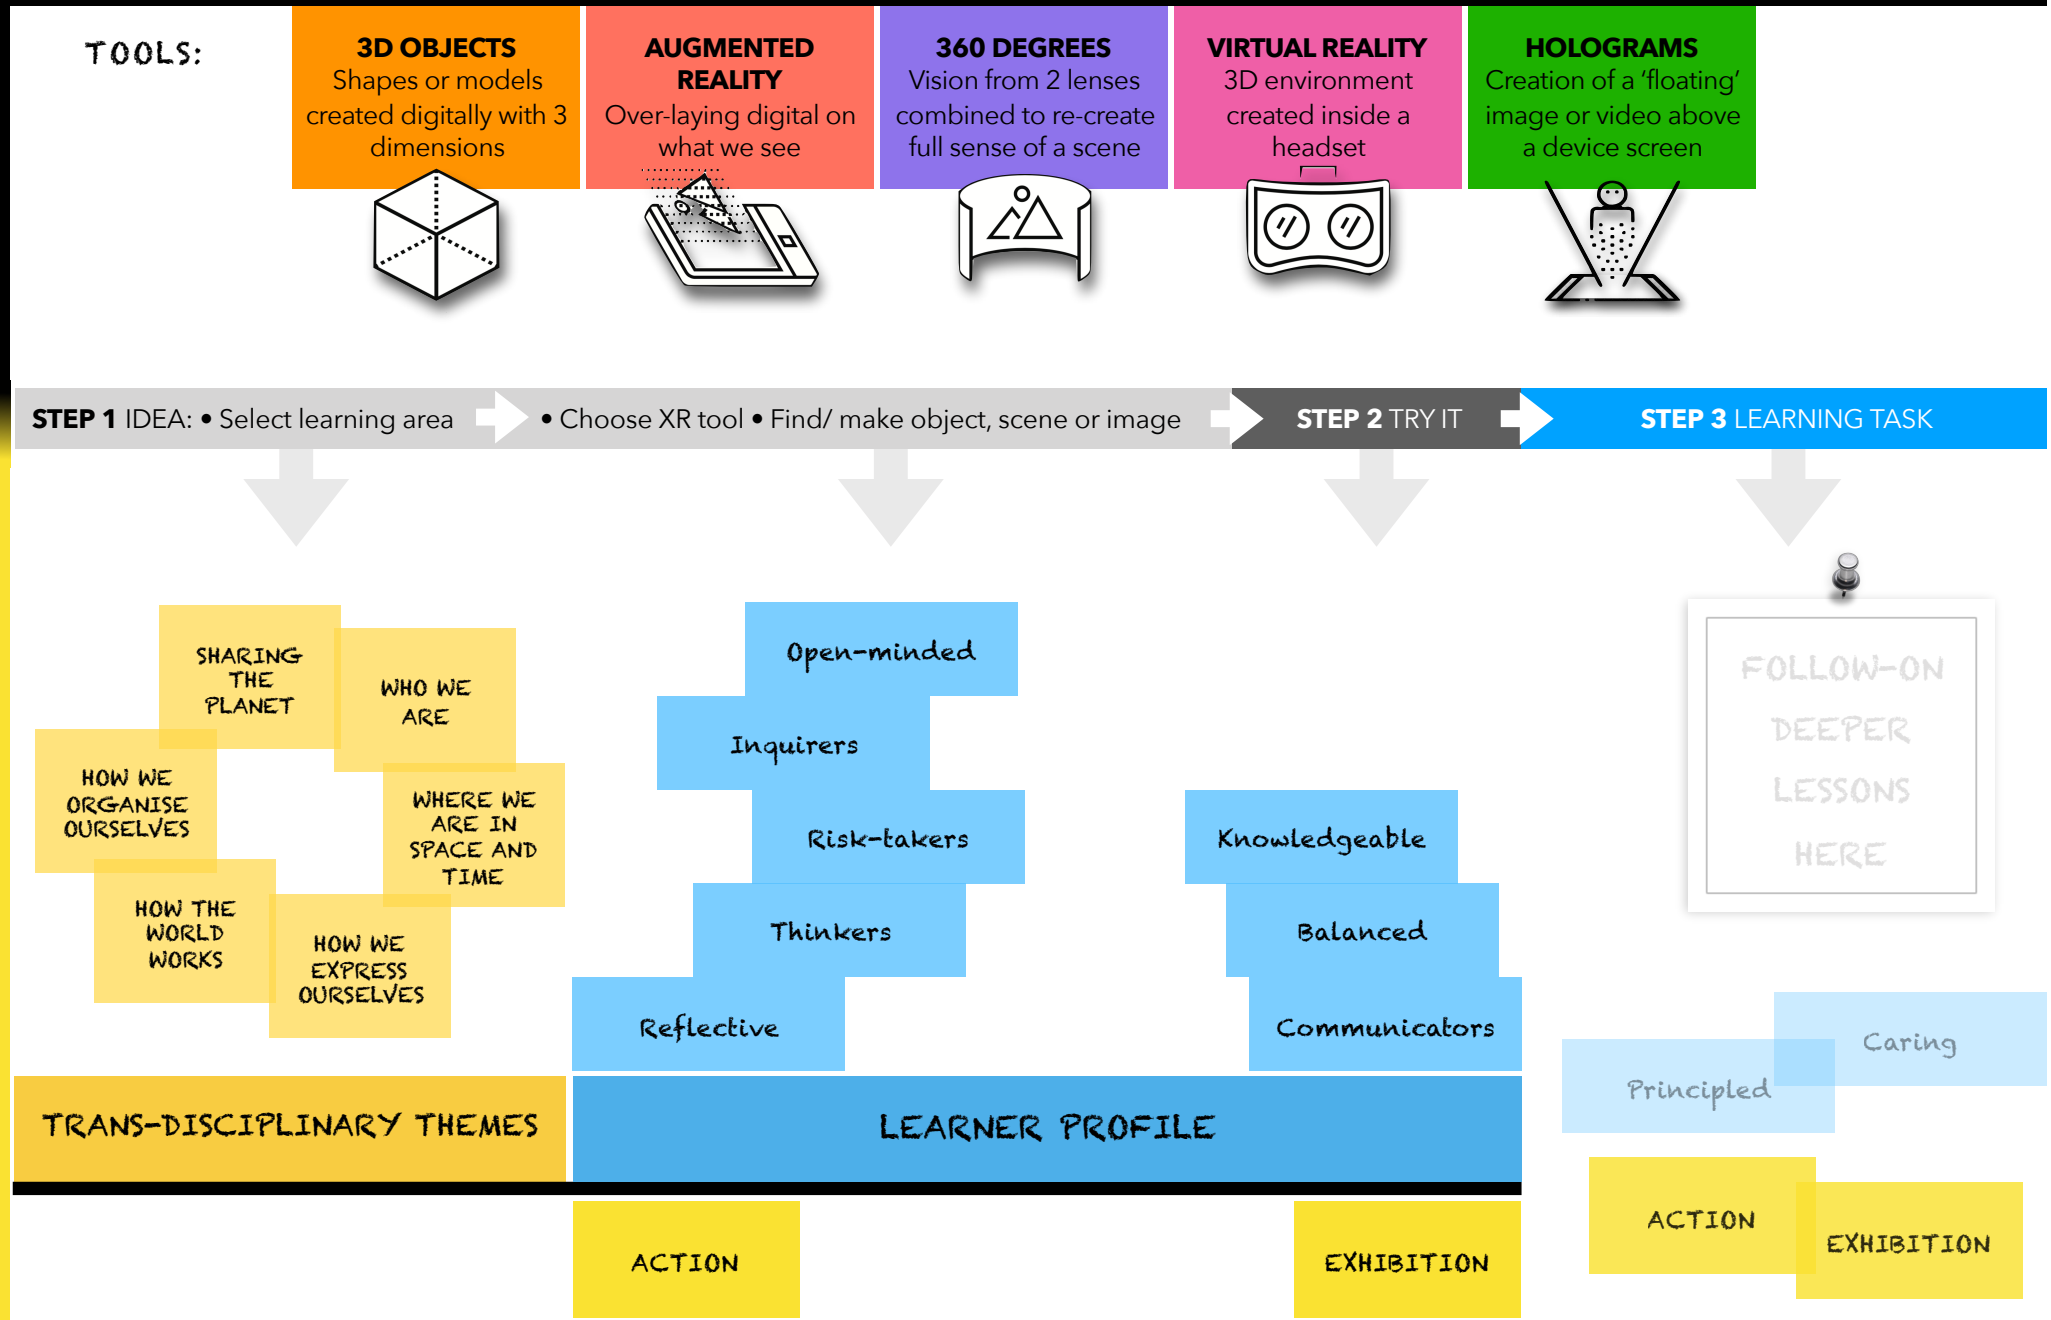 TOOLS:
3D OBJECTS
Shapes or models
created digitally with 3
dimensions
AUGMENTED
REALITY
Over-laying digital on
what we see
360 DEGREES
Vision from 2 lenses
combined to re-create
full sense of a scene
VIRTUAL REALITY
3D environment
created inside a
headset
HOLOGRAMS
Creation of a ‘floating’
image or video above
a device screen
STEP 1 IDEA: • Select learning area
• Choose XR tool • Find/ make object, scene or image
STEP 2 TRY IT
STEP 3 LEARNING TASK
SHARING
THE
PLANET
WHO WE
ARE
HOW WE
ORGANISE
OURSELVES
WHERE WE
ARE IN
SPACE AND
TIME
HOW THE
WORLD
WORKS
HOW WE
EXPRESS
OURSELVES
TRANS-DISCIPLINARY THEMES
Open-minded
Inquirers
Risk-takers
Thinkers
Reflective
Knowledgeable
Balanced
Communicators
LEARNER PROFILE
ACTION
EXHIBITION
FOLLOW-ON
DEEPER
LESSONS
HERE
Caring
Principled
ACTION
EXHIBITION